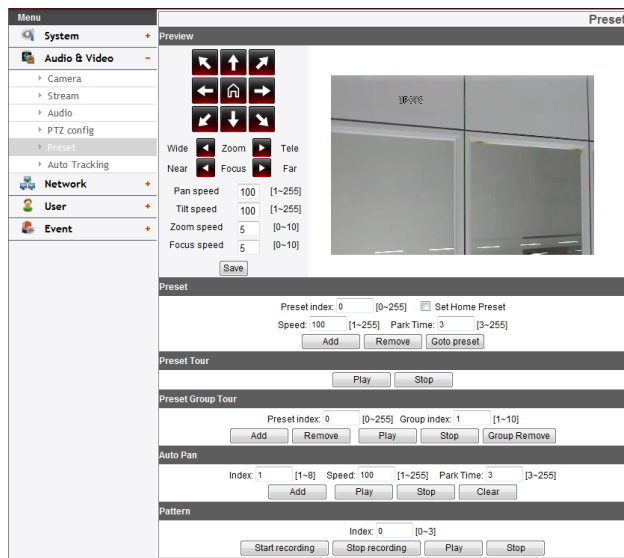 Menu
Preset
System +
Audio & Video -
Camera
Stream
Audio
PTZ config
Preset
Auto Tracking
Network +
User +
Event +
Preview
Wide Zoom Tele
Near Focus Far
Pan speed 100 [1~255]
Tilt speed 100 [1~255]
Zoom speed 5 [0~10]
Focus speed 5 [0~10]
Save
Preset
Preset index: 0 [0~255] Set Home Preset
Speed: 100 [1~255] Park Time: 3 [3~255]
Add Remove Goto preset
Preset Tour
Play Stop
Preset Group Tour
Preset index: 0 [0~255] Group index: 1 [1~10]
Add Remove Play Stop Group Remove
Auto Pan
Index: 1 [1~8] Speed: 100 [1~255] Park Time: 3 [3~255]
Add Play Stop Clear
Pattern
Index: 0 [0~3]
Start recording Stop recording Play Stop